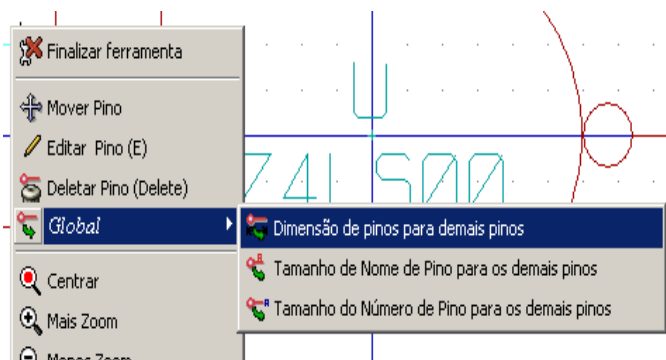 Finalizar ferramenta
Mover Pino
Editar Pino (E)
Deletar Pino (Delete)
Global
Dimensão de pinos para demais pinos
Tamanho de Nome de Pino para os demais pinos
Tamanho do Número de Pino para os demais pinos
Centrar
Mais Zoom
Menos Zoom
U
74LS00